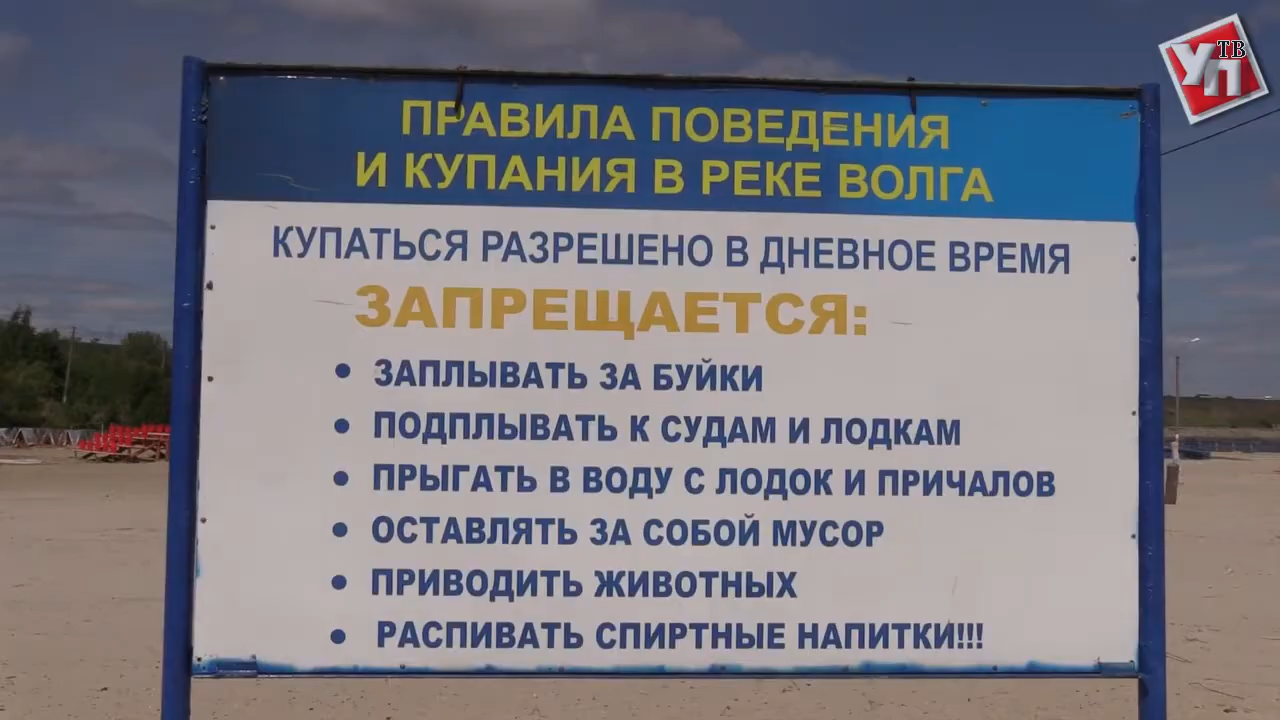 УП ТВ
ПРАВИЛА ПОВЕДЕНИЯ
И КУПАНИЯ В РЕКЕ ВОЛГА
КУПАТЬСЯ РАЗРЕШЕНО В ДНЕВНОЕ ВРЕМЯ
ЗАПРЕЩАЕТСЯ:
• ЗАПЛЫВАТЬ ЗА БУЙКИ
• ПОДПЛЫВАТЬ К СУДАМ И ЛОДКАМ
• ПРЫГАТЬ В ВОДУ С ЛОДОК И ПРИЧАЛОВ
• ОСТАВЛЯТЬ ЗА СОБОЙ МУСОР
• ПРИВОДИТЬ ЖИВОТНЫХ
• РАСПИВАТЬ СПИРТНЫЕ НАПИТКИ!!!